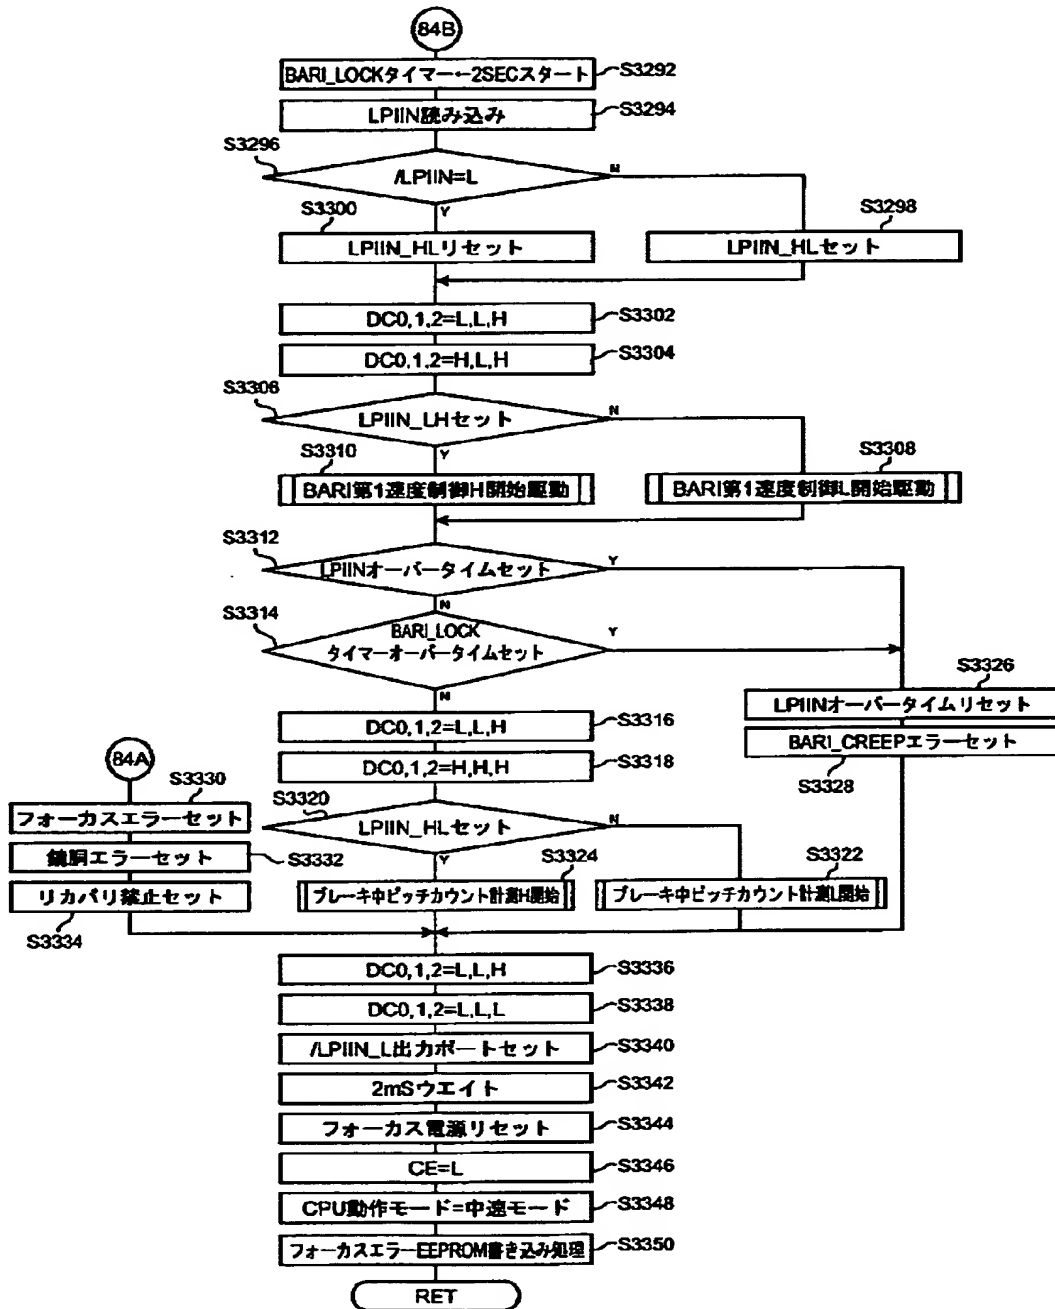 84B
BARI_LOCKタイマー←2SECスタート
S3292
LPIIN読み込み
S3294
S3296
/LPIIN=L
N
Y
S3300
LPIIN_HLリセット
S3298
LPIIN_HLセット
DC0,1,2=L,L,H
S3302
DC0,1,2=H,L,H
S3304
S3306
LPIIN_LHセット
N
Y
S3310
BARI第1速度制御H開始駆動
S3308
BARI第1速度制御L開始駆動
S3312
LPIINオーバータイムセット
Y
N
S3314
BARI_LOCK
タイマーオーバータイムセット
Y
N
S3326
LPIINオーバータイムリセット
BARI_CREEPエラーセット
S3328
DC0,1,2=L,L,H
S3316
DC0,1,2=H,H,H
S3318
84A
S3330
フォーカスエラーセット
鏡胴エラーセット
S3332
リカバリ禁止セット
S3334
S3320
LPIIN_HLセット
N
Y
S3324
ブレーキ中ピッチカウント計測H開始
S3322
ブレーキ中ピッチカウント計測L開始
DC0,1,2=L,L,H
S3336
DC0,1,2=L,L,L
S3338
/LPIIN_L出力ポートセット
S3340
2mSウエイト
S3342
フォーカス電源リセット
S3344
CE=L
S3346
CPU動作モード=中速モード
S3348
フォーカスエラーEEPROM書き込み処理
S3350
RET